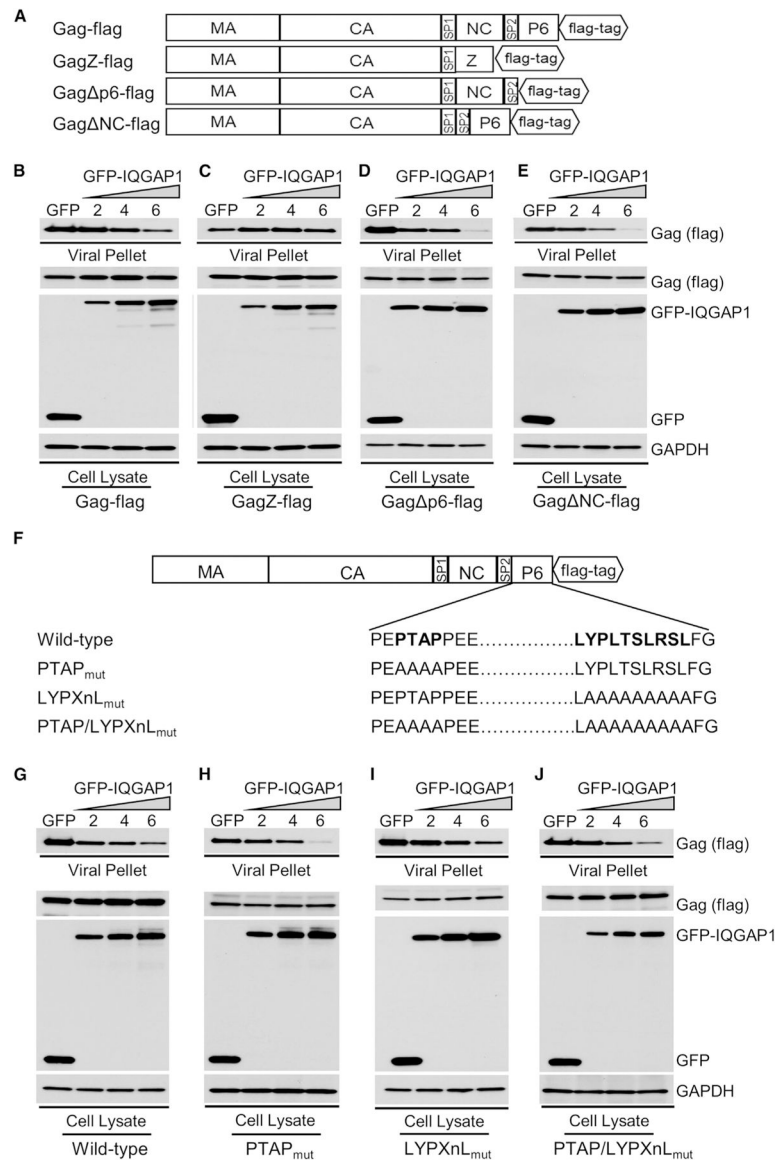 A
Gag-flag MA CA SP1 NC SP2 P6 flag-tag
GagZ-flag MA CA SP1 Z flag-tag
GagΔp6-flag MA CA SP1 NC SP2 flag-tag
GagΔNC-flag MA CA SP1 SP2 P6 flag-tag
B C D E
GFP-IQGAP1 GFP-IQGAP1 GFP-IQGAP1 GFP-IQGAP1
GFP 2 4 6 GFP 2 4 6 GFP 2 4 6 GFP 2 4 6
Gag (flag)
Viral Pellet Viral Pellet Viral Pellet Viral Pellet
Gag (flag)
GFP-IQGAP1
GFP
GAPDH
Cell Lysate Cell Lysate Cell Lysate Cell Lysate
Gag-flag GagZ-flag GagΔp6-flag GagΔNC-flag
F
MA CA SP1 NC SP2 P6 flag-tag
Wild-type PEPTAPPEE................LYPLTSLRSLFG
PTAPmut PEAAAAPEE................LYPLTSLRSLFG
LYPXnLmut PEPTAPPEE................LAAAAAAAAAFG
PTAP/LYPXnLmut PEAAAAPEE................LAAAAAAAAAFG
G H I J
GFP-IQGAP1 GFP-IQGAP1 GFP-IQGAP1 GFP-IQGAP1
GFP 2 4 6 GFP 2 4 6 GFP 2 4 6 GFP 2 4 6
Gag (flag)
Viral Pellet Viral Pellet Viral Pellet Viral Pellet
Gag (flag)
GFP-IQGAP1
GFP
GAPDH
Cell Lysate Cell Lysate Cell Lysate Cell Lysate
Wild-type PTAPmut LYPXnLmut PTAP/LYPXnLmut